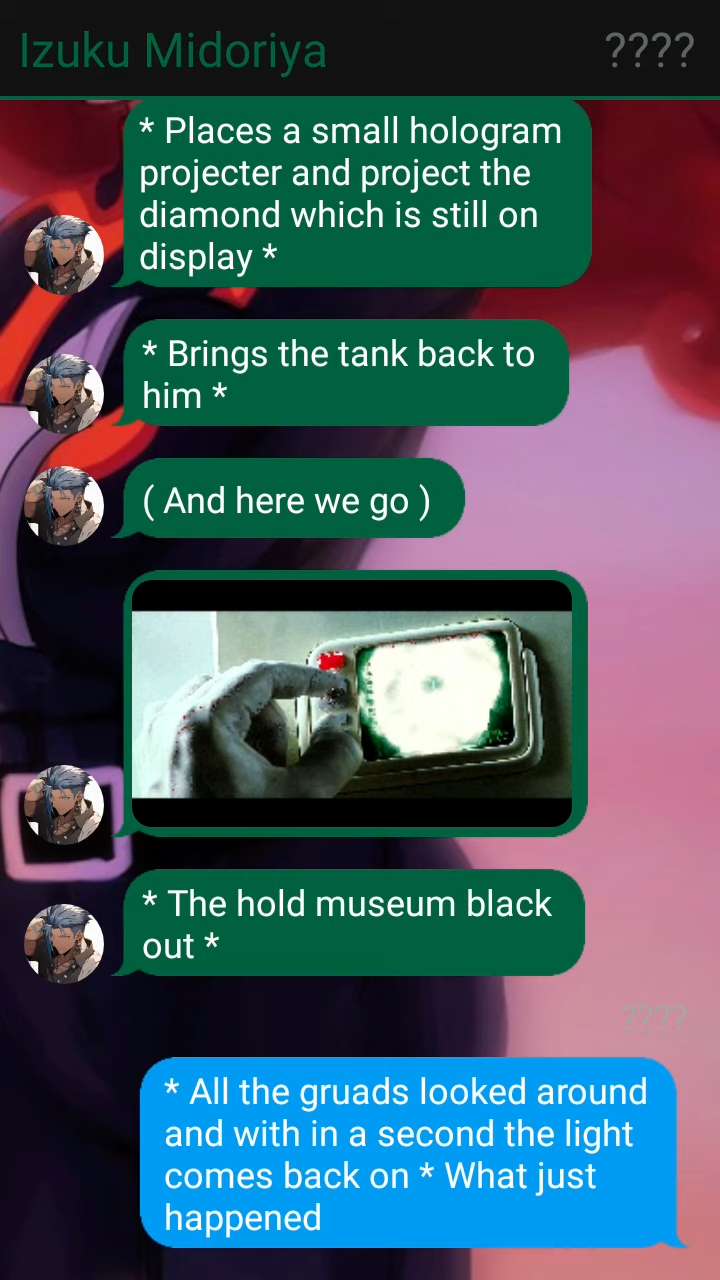 Izuku Midoriya ????
* Places a small hologram
projecter and project the
diamond which is still on
display *
* Brings the tank back to
him *
( And here we go )
* The hold museum black
out *
????
* All the gruads looked around
and with in a second the light
comes back on * What just
happened